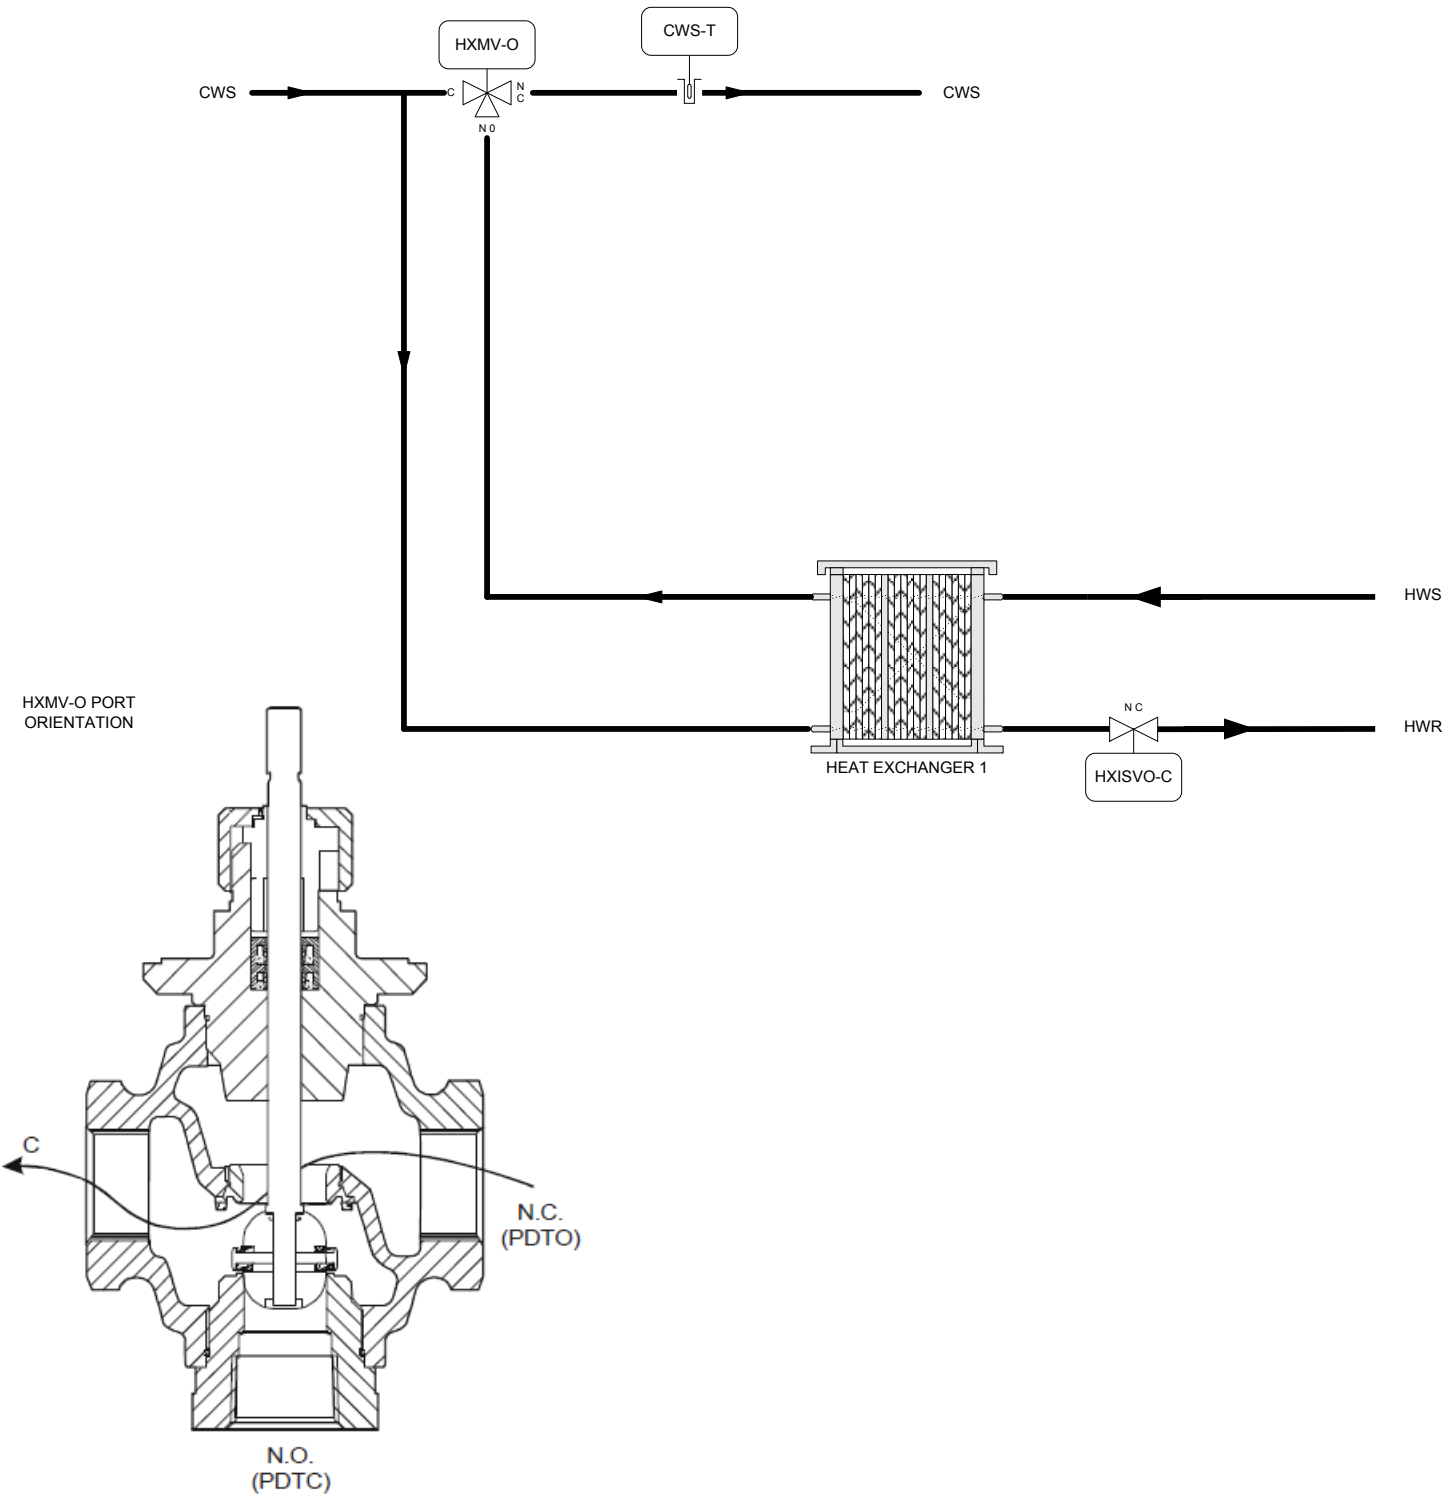 HXMV-O
CWS-T
CWS
C
N
C
CWS
N 0
HWS
HXMV-O PORT
ORIENTATION
N C
HWR
HEAT EXCHANGER 1
HXISVO-C
C
N.C.
(PDTO)
N.O.
(PDTC)